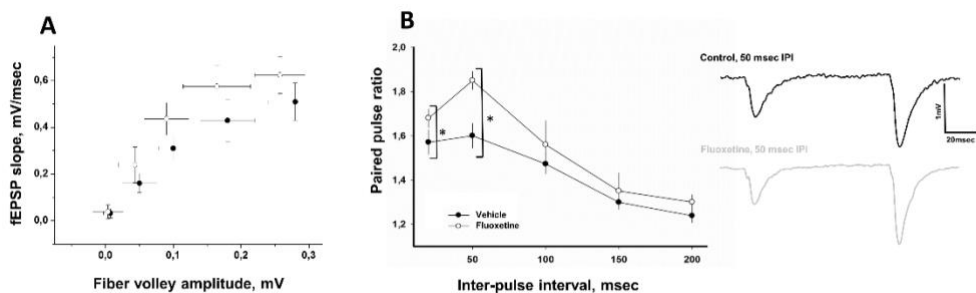 A
fEPSP slope, mV/msec
0,6
0,4
0,2
0,0
0,0
0,1
0,2
0,3
Fiber volley amplitude, mV
B
Paired pulse ratio
2,0
1,8
1,6
1,4
1,2
*
*
Vehicle
Fluoxetine
50
100
150
200
Inter-pulse interval, msec
Control, 50 msec IPI
1mV
20msec
Fluoxetine, 50 msec IPI